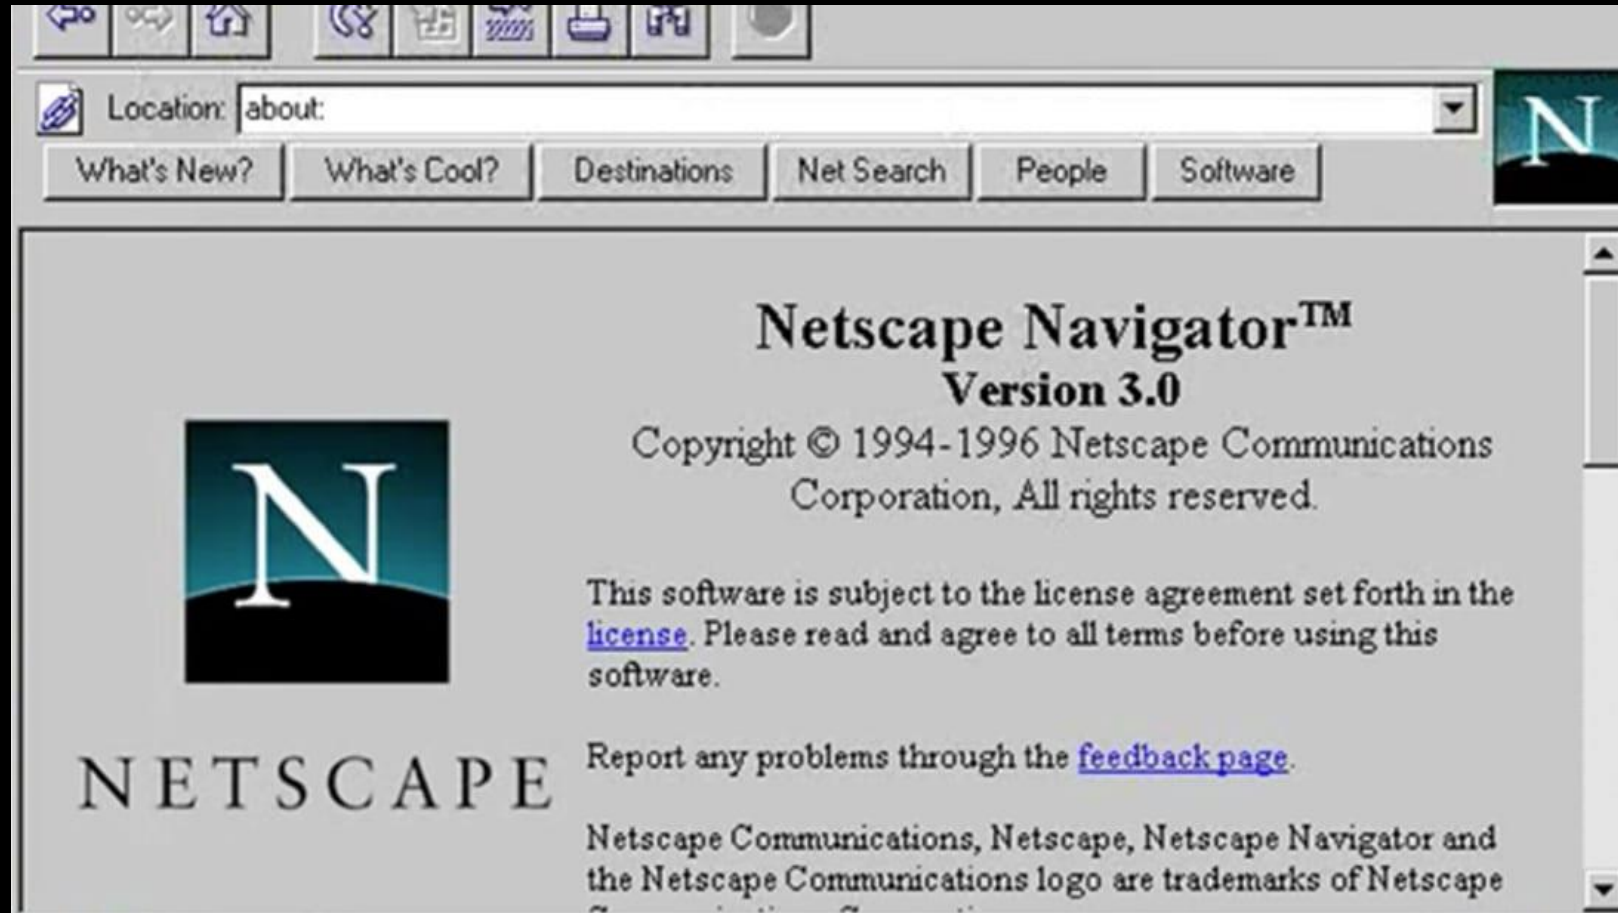 Location: about:
N
What's New? What's Cool? Destinations Net Search People Software
Netscape Navigator™
Version 3.0
Copyright © 1994-1996 Netscape Communications
Corporation, All rights reserved.
N
NETSCAPE
This software is subject to the license agreement set forth in the
license. Please read and agree to all terms before using this
software.
Report any problems through the feedback page.
Netscape Communications, Netscape, Netscape Navigator and
the Netscape Communications logo are trademarks of Netscape